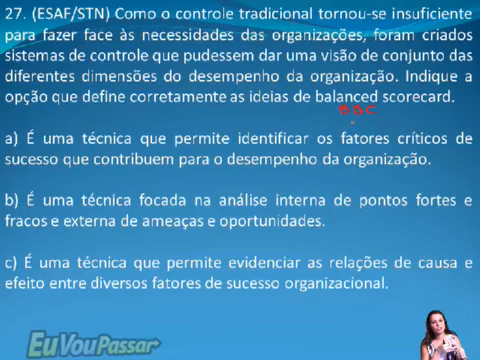 27. (ESAF/STN) Como o controle tradicional tornou-se insuficiente
para fazer face às necessidades das organizações, foram criados
sistemas de controle que pudessem dar uma visão de conjunto das
diferentes dimensões do desempenho da organização. Indique a
opção que define corretamente as ideias de balanced scorecard.
BBC
a) É uma técnica que permite identificar os fatores críticos de
sucesso que contribuem para o desempenho da organização.
b) É uma técnica focada na análise interna de pontos fortes e
fracos e externa de ameaças e oportunidades.
c) É uma técnica que permite evidenciar as relações de causa e
efeito entre diversos fatores de sucesso organizacional.
EuVouPassar